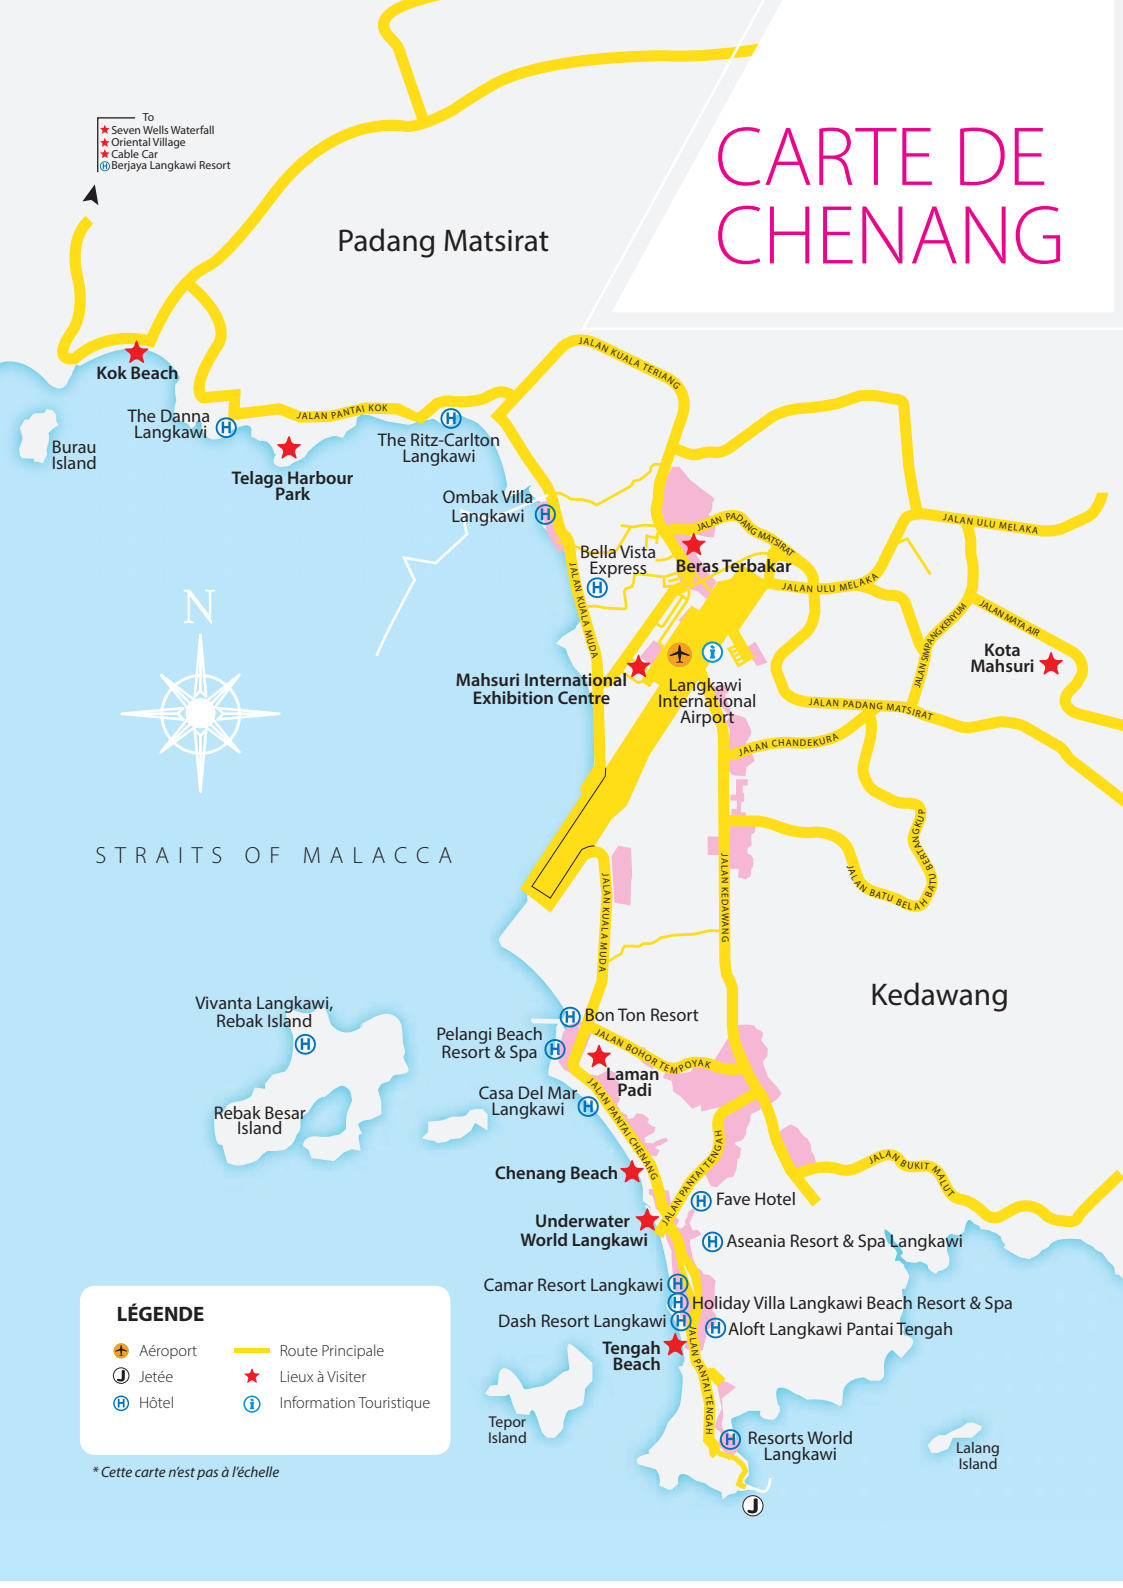 CARTE DE
CHENANG
To
Seven Wells Waterfall
Oriental Village
Cable Car
Berjaya Langkawi Resort
Padang Matsirat
JALAN KUALA TERIANG
Kok Beach
The Danna
Langkawi
JALAN PANTAI KOK
Burau
Island
The Ritz-Carlton
Langkawi
Telaga Harbour
Park
Ombak Villa
Langkawi
JALAN PADANG MATSIRAT
JALAN ULU MELAKA
Bella Vista
Express
Beras Terbakar
JALAN ULU MELAKA
JALAN KUALA MUDA
JALAN SIMPANG KENYUM
JALAN MATA AIR
N
Kota
Mahsuri
Mahsuri International
Exhibition Centre
Langkawi
International
Airport
JALAN PADANG MATSIRAT
JALAN CHANDEKURA
STRAITS OF MALACCA
JALAN BATU BELAH BATU BERTANGKUP
JALAN KUALA MUDA
JALAN KEDAWANG
Kedawang
Vivanta Langkawi,
Rebak Island
Bon Ton Resort
Pelangi Beach
Resort & Spa
JALAN BOHOR TEMPOYAK
Laman
Padi
Casa Del Mar
Langkawi
Rebak Besar
Island
JALAN PANTAI CHENANG
JALAN PANTAI TENGAH
JALAN BUKIT MALUT
Chenang Beach
Fave Hotel
Underwater
World Langkawi
Aseania Resort & Spa Langkawi
Camar Resort Langkawi
Holiday Villa Langkawi Beach Resort & Spa
Dash Resort Langkawi
Aloft Langkawi Pantai Tengah
Tengah
Beach
JALAN PANTAI TENGAH
Tepor
Island
Resorts World
Langkawi
Lalang
Island
J
LÉGENDE
Aéroport
Route Principale
J Jetée
Lieux à Visiter
H Hôtel
i Information Touristique
* Cette carte n'est pas à l'échelle